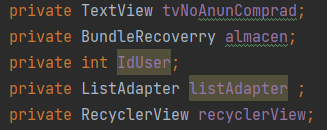 private TextView tvNoAnunComprad;
private BundleRecoverry almacen;
private int IdUser;
private ListAdapter listAdapter ;
private RecyclerView recyclerView;